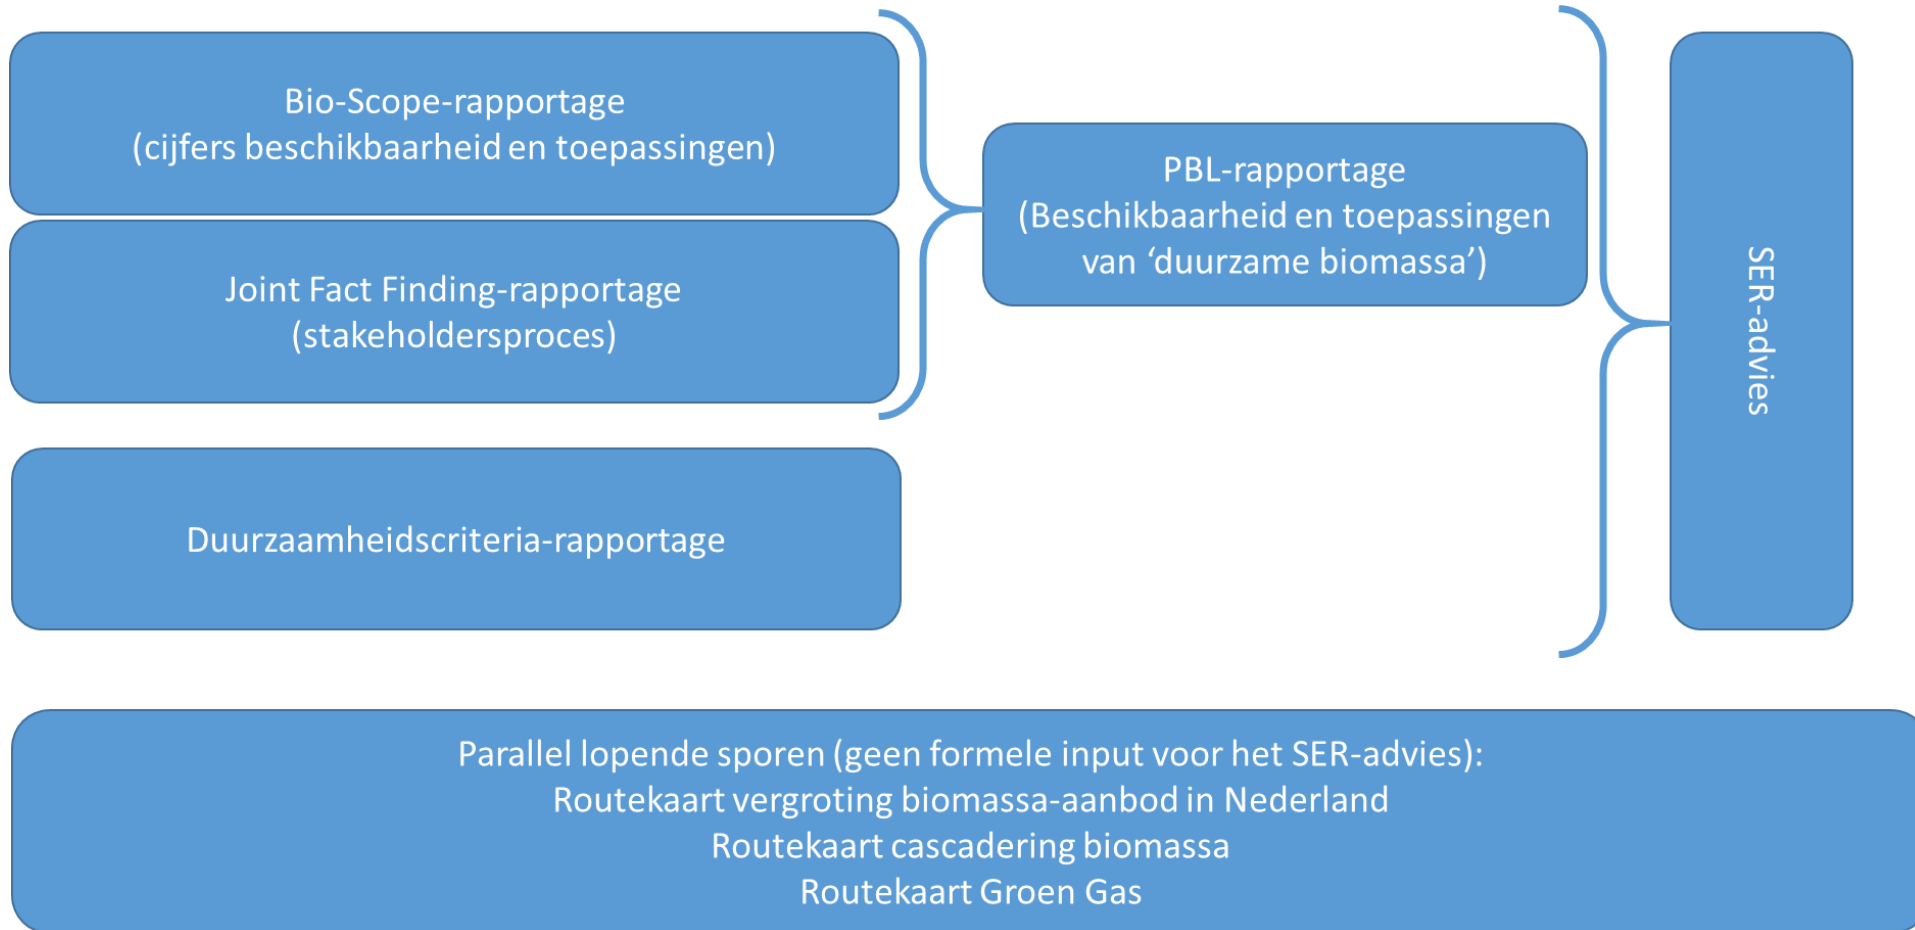 Bio-Scope-rapportage
(cijfers beschikbaarheid en toepassingen)
Joint Fact Finding-rapportage
(stakeholdersproces)
Duurzaamheidscriteria-rapportage
PBL-rapportage
(Beschikbaarheid en toepassingen
van ‘duurzame biomassa’)
SER-advies
Parallel lopende sporen (geen formele input voor het SER-advies):
Routekaart vergroting biomassa-aanbod in Nederland
Routekaart cascadering biomassa
Routekaart Groen Gas